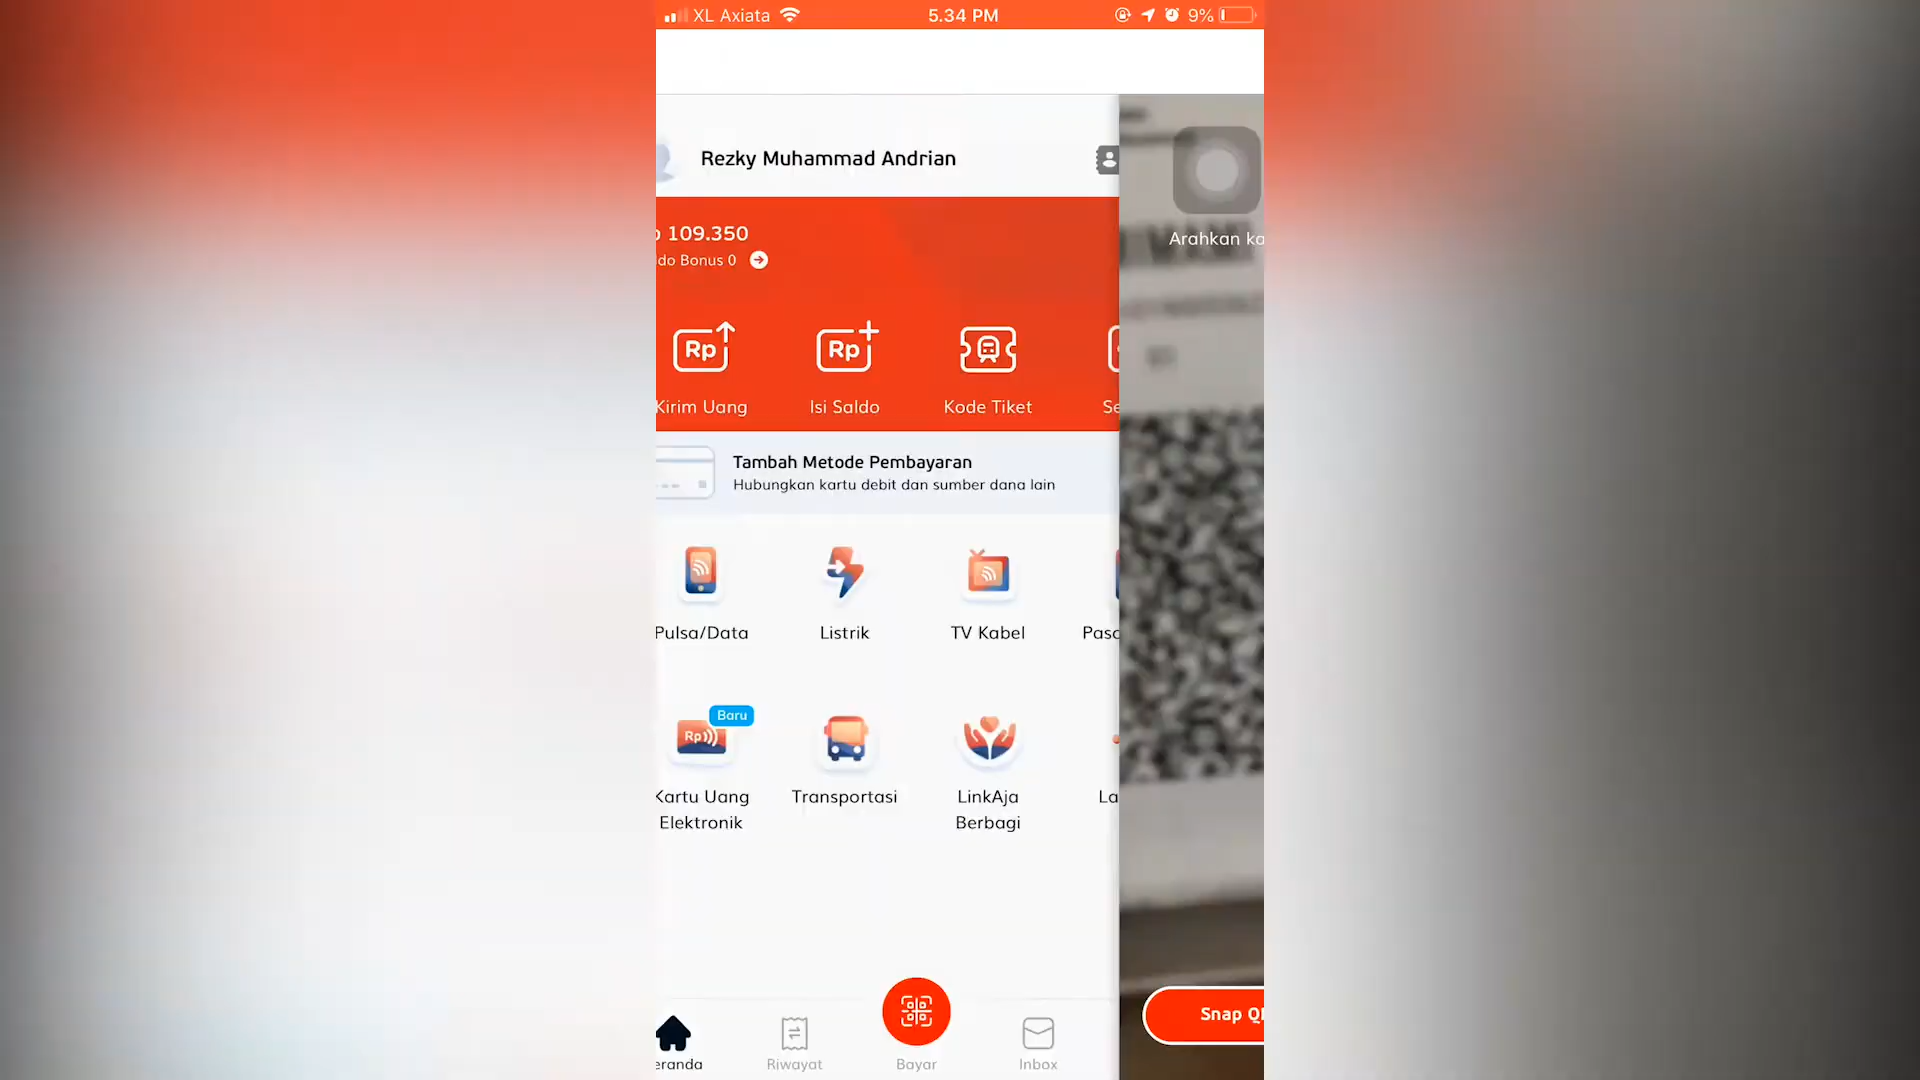 XL Axiata
5.34 PM
9%
Rezky Muhammad Andrian
109.350
do Bonus 0
Arahkan ka
Kirim Uang
Isi Saldo
Kode Tiket
Se
Tambah Metode Pembayaran
Hubungkan kartu debit dan sumber dana lain
Pulsa/Data
Listrik
TV Kabel
Pasc
Baru
Rp
Kartu Uang
Elektronik
Transportasi
LinkAja
Berbagi
La
Snap Q
eranda
Riwayat
Bayar
Inbox